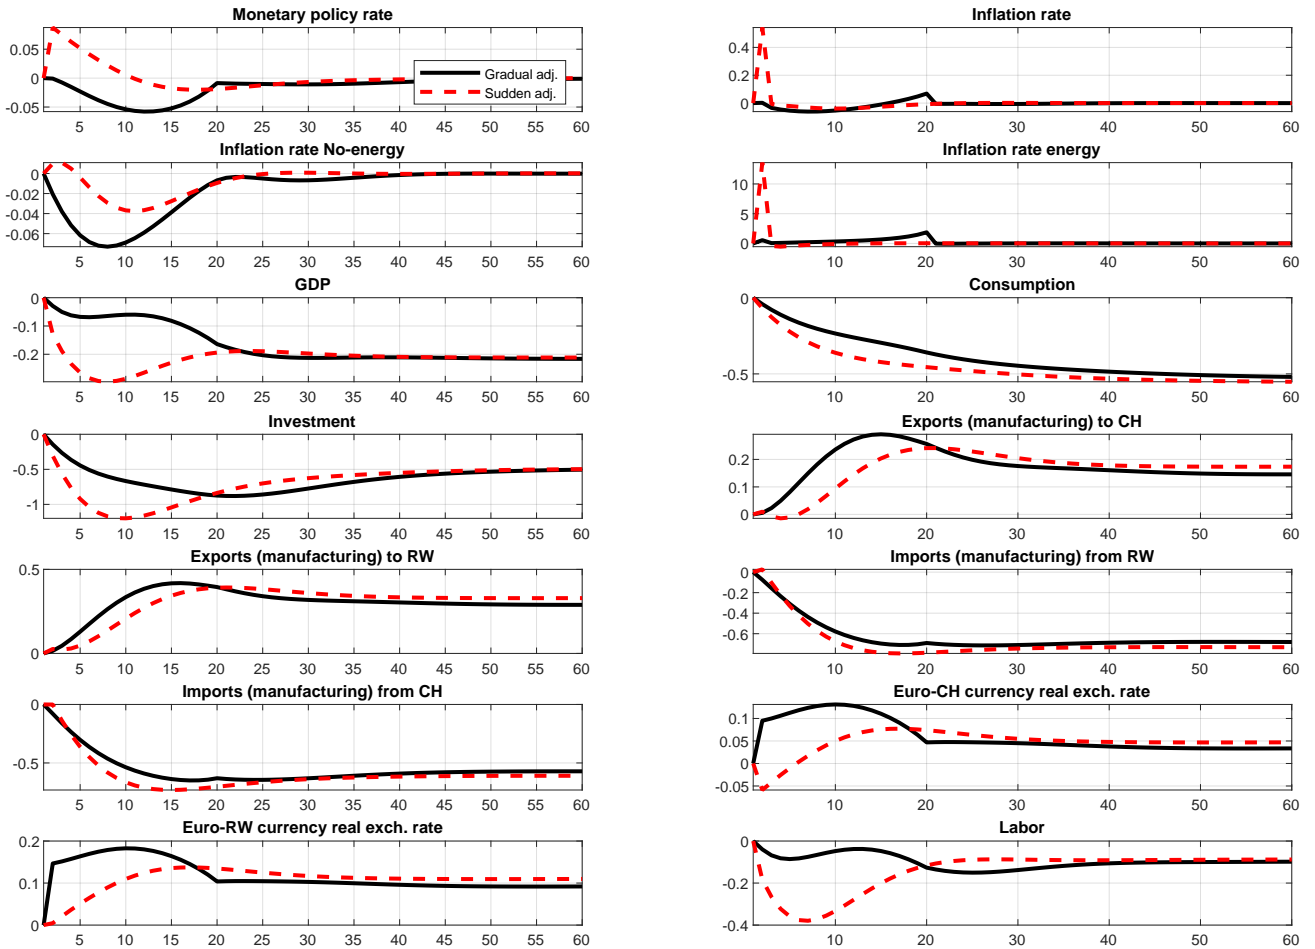 Monetary policy rate
0.05
0
-0.05
5 10 15 20 25 30 35 40 45 50 55 60
Gradual adj.
Sudden adj.
Inflation rate
0.4
0.2
0
10 20 30 40 50 60
Inflation rate No-energy
0
-0.02
-0.04
-0.06
5 10 15 20 25 30 35 40 45 50 55 60
Inflation rate energy
10
5
0
10 20 30 40 50 60
GDP
0
-0.1
-0.2
5 10 15 20 25 30 35 40 45 50 55 60
Consumption
0
-0.5
10 20 30 40 50 60
Investment
0
-0.5
-1
5 10 15 20 25 30 35 40 45 50 55 60
Exports (manufacturing) to CH
0.2
0.1
0
10 20 30 40 50 60
Exports (manufacturing) to RW
0.5
0
5 10 15 20 25 30 35 40 45 50 55 60
Imports (manufacturing) from RW
0
-0.2
-0.4
-0.6
10 20 30 40 50 60
Imports (manufacturing) from CH
0
-0.5
5 10 15 20 25 30 35 40 45 50 55 60
Euro-CH currency real exch. rate
0.1
0.05
0
-0.05
10 20 30 40 50 60
Euro-RW currency real exch. rate
0.2
0.1
0
5 10 15 20 25 30 35 40 45 50 55 60
Labor
0
-0.2
-0.4
10 20 30 40 50 60